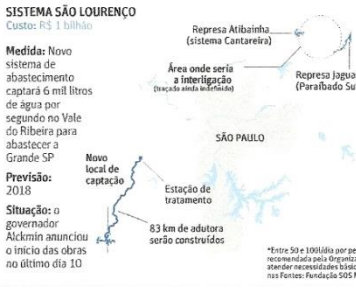 SISTEMA SÃO LOURENÇO
Custo: R$ 1 bilhão
Medida: Novo
sistema de
abastecimento
captará 6 mil litros
de água por
segundo no Vale
do Ribeira para
abastecer a
Grande SP
Previsão:
2018
Situação: o
governador
Alckmin anunciou
o início das obras
no último dia 10
Represa Atibainha
(sistema Cantareira)
Área onde seria
a interligação
(traçado ainda indefinido)
Represa Jagua
(Paraíbado Su
SÃO PAULO
Novo
local de
captação
Estação de
tratamento
83 km de adutora
serão construídos
*Entre 50 e 100l/dia por pe
recomendada pela Organiz
atender necessidades básic
nas Fontes: Fundação SOS M